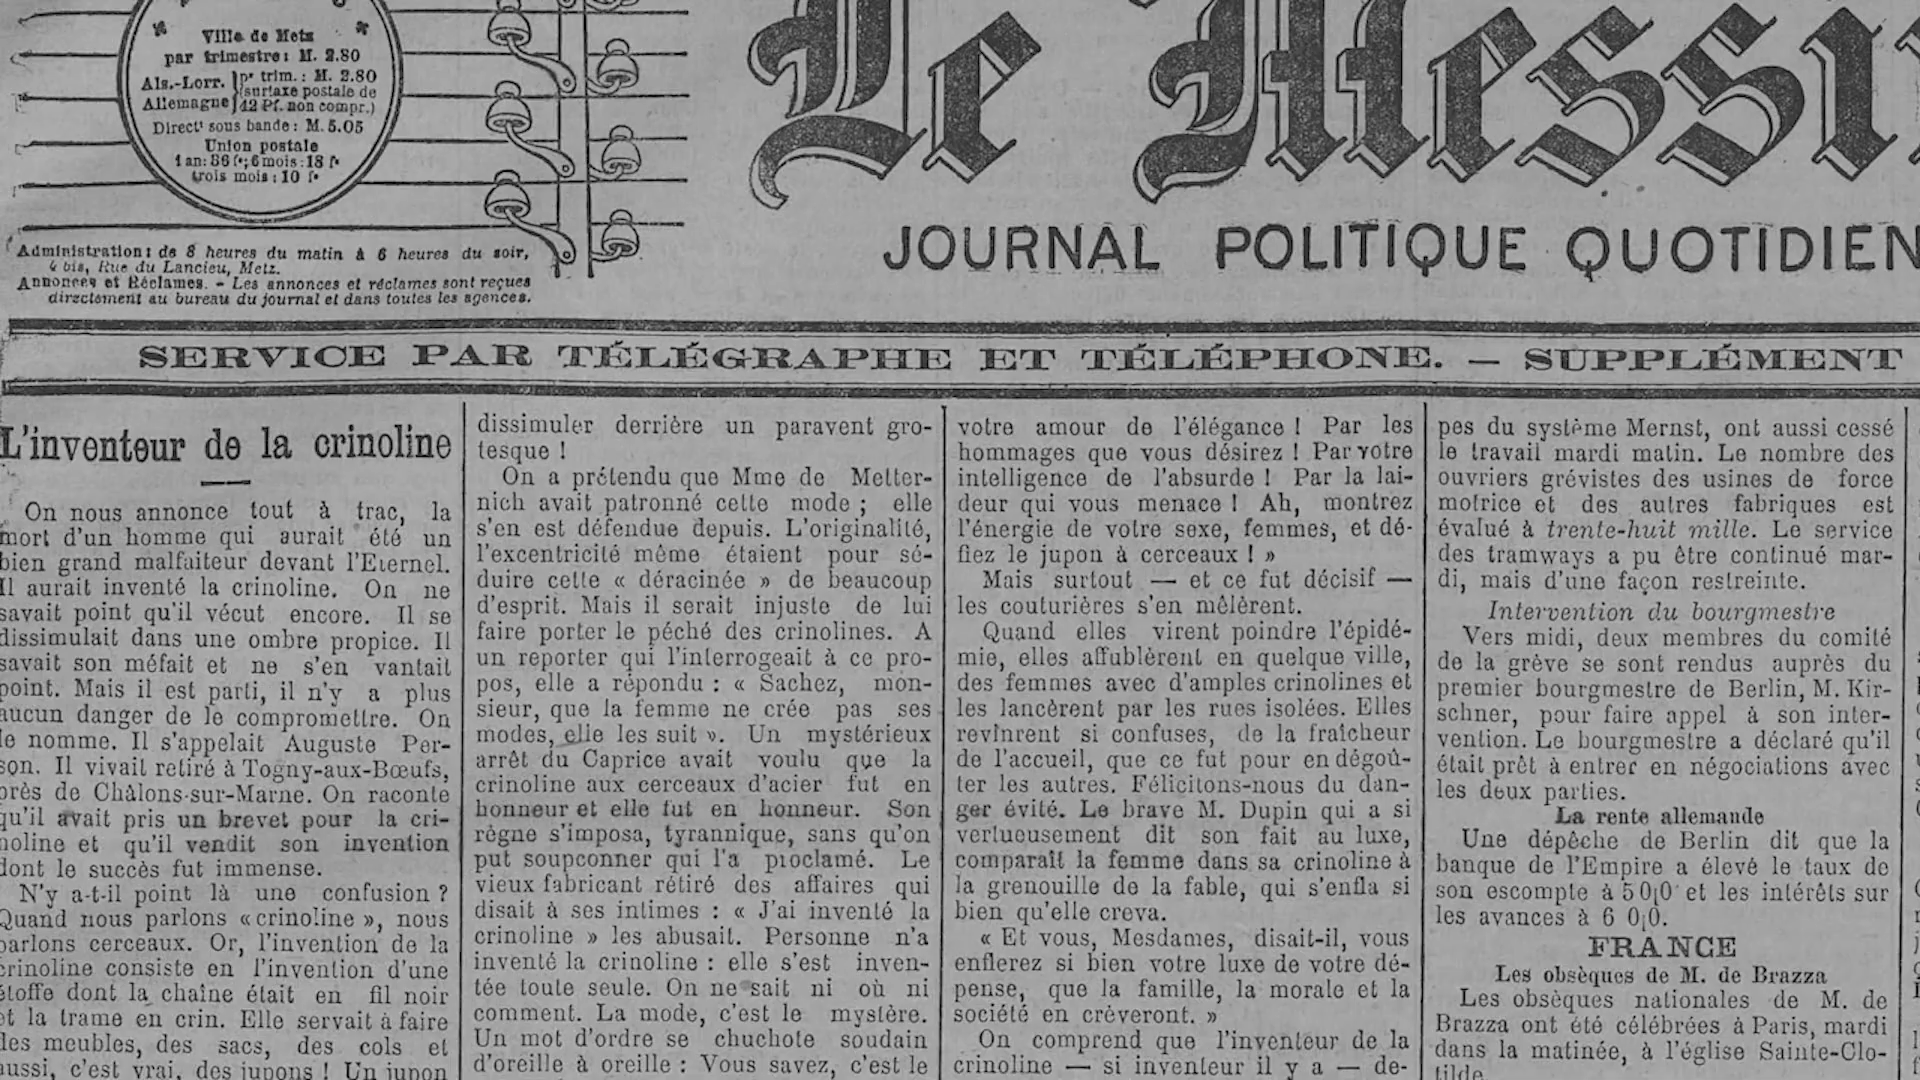 Ville de Metz
par trimestre: M. 2.80
Als.-Lorr.
Allemagne
pr trim.: M. 2.80
(surtaxe postale de
12 Pf. non compr.)
Direct' sous bande: M. 5.05
Union postale
1 an: 36 f.; 6 mois: 18 f.
trois mois: 10 f.
Administration: de 8 heures du matin à 6 heures du soir,
4 bis, Rue du Lancieu, Metz.
Annonces et Réclames. - Les annonces et réclames sont reçues
directement au bureau du journal et dans toutes les agences.
Le Messi
JOURNAL POLITIQUE QUOTIDIEN
SERVICE PAR TÉLÉGRAPHE ET TÉLÉPHONE. — SUPPLÉMENT
L'inventeur de la crinoline
On nous annonce tout à trac, la
mort d'un homme qui aurait été un
bien grand malfaiteur devant l'Eternel.
Il aurait inventé la crinoline. On ne
savait point qu'il vécut encore. Il se
dissimulait dans une ombre propice. Il
savait son méfait et ne s'en vantait
point. Mais il est parti, il n'y a plus
aucun danger de le compromettre. On
le nomme. Il s'appelait Auguste Per-
son. Il vivait retiré à Togny-aux-Bœufs,
près de Châlons-sur-Marne. On raconte
qu'il avait pris un brevet pour la cri-
noline et qu'il vendit son invention
dont le succès fut immense.
N'y a-t-il point là une confusion ?
Quand nous parlons « crinoline », nous
parlons cerceaux. Or, l'invention de la
crinoline consiste en l'invention d'une
étoffe dont la chaîne était en fil noir
et la trame en crin. Elle servait à faire
des meubles, des sacs, des cols et
aussi, c'est vrai, des jupons ! Un jupon
dissimuler derrière un paravent gro-
tesque !
On a prétendu que Mme de Metter-
nich avait patronné cette mode ; elle
s'en est défendue depuis. L'originalité,
l'excentricité même étaient pour sé-
duire cette « déracinée » de beaucoup
d'esprit. Mais il serait injuste de lui
faire porter le péché des crinolines. A
un reporter qui l'interrogeait à ce pro-
pos, elle a répondu : « Sachez, mon-
sieur, que la femme ne crée pas ses
modes, elle les suit ». Un mystérieux
arrêt du Caprice avait voulu que la
crinoline aux cerceaux d'acier fut en
honneur et elle fut en honneur. Son
règne s'imposa, tyrannique, sans qu'on
put soupconner qui l'a proclamé. Le
vieux fabricant rétiré des affaires qui
disait à ses intimes : « J'ai inventé la
crinoline » les abusait. Personne n'a
inventé la crinoline : elle s'est inven-
tée toute seule. On ne sait ni où ni
comment. La mode, c'est le mystère.
Un mot d'ordre se chuchote soudain
d'oreille à oreille : Vous savez, c'est le
votre amour de l'élégance ! Par les
hommages que vous désirez ! Par votre
intelligence de l'absurde ! Par la lai-
deur qui vous menace ! Ah, montrez
l'énergie de votre sexe, femmes, et dé-
fiez le jupon à cerceaux ! »
Mais surtout — et ce fut décisif —
les couturières s'en mêlèrent.
Quand elles virent poindre l'épidé-
mie, elles affublèrent en quelque ville,
des femmes avec d'amples crinolines et
les lancèrent par les rues isolées. Elles
revinrent si confuses, de la fraîcheur
de l'accueil, que ce fut pour en dégoû-
ter les autres. Félicitons-nous du dan-
ger évité. Le brave M. Dupin qui a si
vertueusement dit son fait au luxe,
comparaît la femme dans sa crinoline à
la grenouille de la fable, qui s'enfla si
bien qu'elle creva.
« Et vous, Mesdames, disait-il, vous
enflerez si bien votre luxe de votre dé-
pense, que la famille, la morale et la
société en crèveront. »
On comprend que l'inventeur de la
crinoline — si inventeur il y a — de-
pes du système Mernst, ont aussi cessé
le travail mardi matin. Le nombre des
ouvriers grévistes des usines de force
motrice et des autres fabriques est
évalué à trente-huit mille. Le service
des tramways a pu être continué mar-
di, mais d'une façon restreinte.
Intervention du bourgmestre
Vers midi, deux membres du comité
de la grève se sont rendus auprès du
premier bourgmestre de Berlin, M. Kir-
schner, pour faire appel à son inter-
vention. Le bourgmestre a déclaré qu'il
était prêt à entrer en négociations avec
les deux parties.
La rente allemande
Une dépêche de Berlin dit que la
banque de l'Empire a élevé le taux de
son escompte à 5 0|0 et les intérêts sur
les avances à 6 0|0.
FRANCE
Les obsèques de M. de Brazza
Les obsèques nationales de M. de
Brazza ont été célébrées à Paris, mardi
dans la matinée, à l'église Sainte-Clo-
tilde.